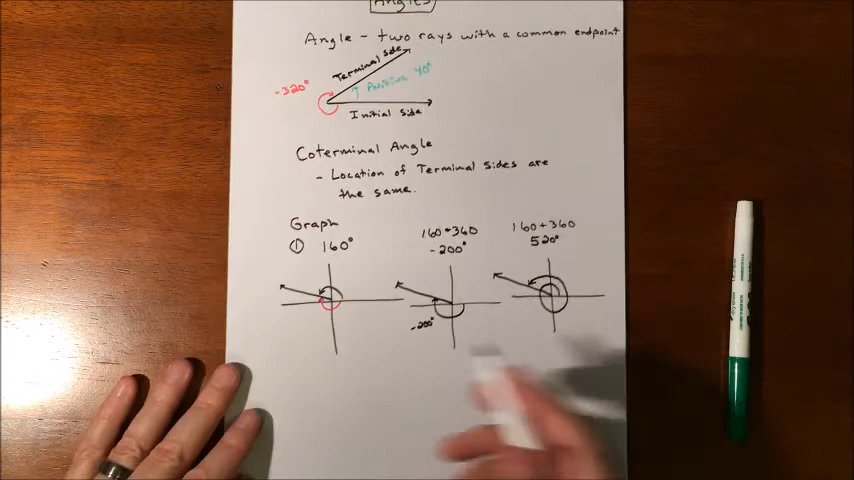 Angles
Angle - two rays with a common endpoint
Terminal Side
-320°
Positive 40°
Initial Side
Coterminal Angle
- Location of Terminal Sides are
the same.
Graph
① 160°
160-360
-200°
160+360
520°
-200°